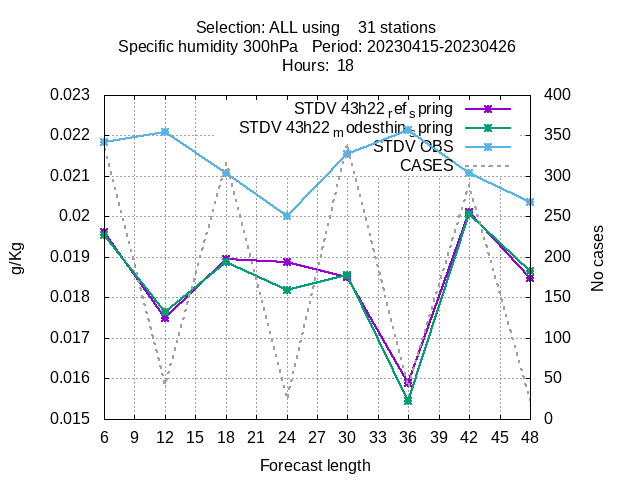 Selection: ALL using    31 stations
Specific humidity 300hPa   Period: 20230415-20230426
Hours:  18
0.023
0.022
0.021
0.02
0.019
0.018
0.017
0.016
0.015
g/Kg
STDV 43h22_ref_spring
STDV 43h22_modesthin_spring
STDV OBS
CASES
400
350
300
250
200
150
100
50
0
No cases
6 9 12 15 18 21 24 27 30 33 36 39 42 45 48
Forecast length